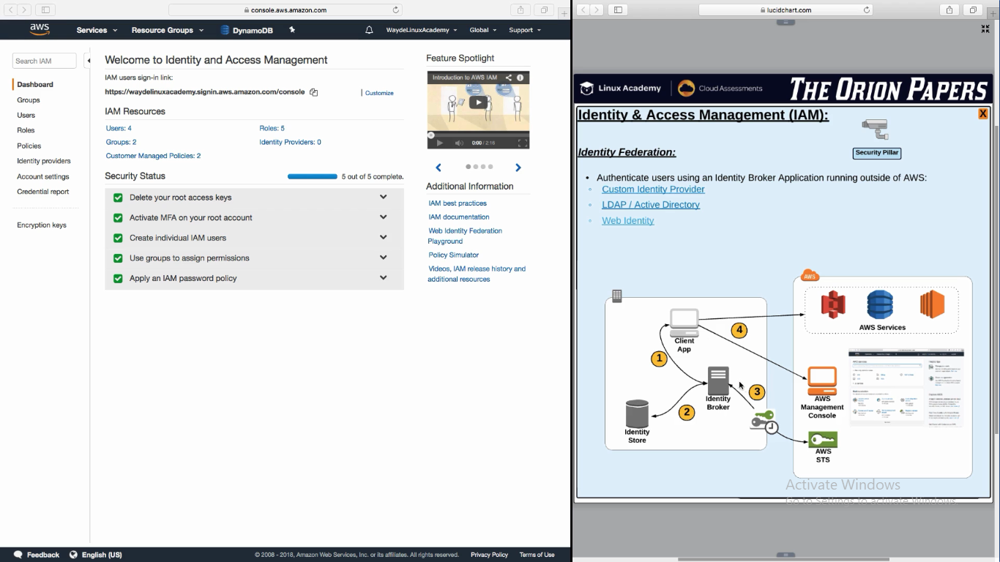 console.aws.amazon.com
aws
Services
Resource Groups
DynamoDB
WaydeLinuxAcademy
Global
Support
Search IAM
Dashboard
Groups
Users
Roles
Policies
Identity providers
Account settings
Credential report
Encryption keys
Welcome to Identity and Access Management
IAM users sign-in link:
https://waydelinuxacademy.signin.aws.amazon.com/console
Customize
IAM Resources
Users: 4
Roles: 5
Groups: 2
Identity Providers: 0
Customer Managed Policies: 2
Security Status
5 out of 5 complete.
Delete your root access keys
Activate MFA on your root account
Create individual IAM users
Use groups to assign permissions
Apply an IAM password policy
Feature Spotlight
Introduction to AWS IAM
0:00 / 2:16
Additional Information
IAM best practices
IAM documentation
Web Identity Federation
Playground
Policy Simulator
Videos, IAM release history and
additional resources
Feedback
English (US)
© 2008 - 2018, Amazon Web Services, Inc. or its affiliates. All rights reserved.
Privacy Policy
Terms of Use
lucidchart.com
Linux Academy
Cloud Assessments
THE ORION PAPERS
Identity & Access Management (IAM):
X
Security Pillar
Identity Federation:
• Authenticate users using an Identity Broker Application running outside of AWS:
Custom Identity Provider
LDAP / Active Directory
Web Identity
AWS
AWS Services
Client
App
4
1
Identity
Broker
3
2
Identity
Store
AWS
Management
Console
AWS
STS
Activate Windows
Go to Settings to activate Windows.